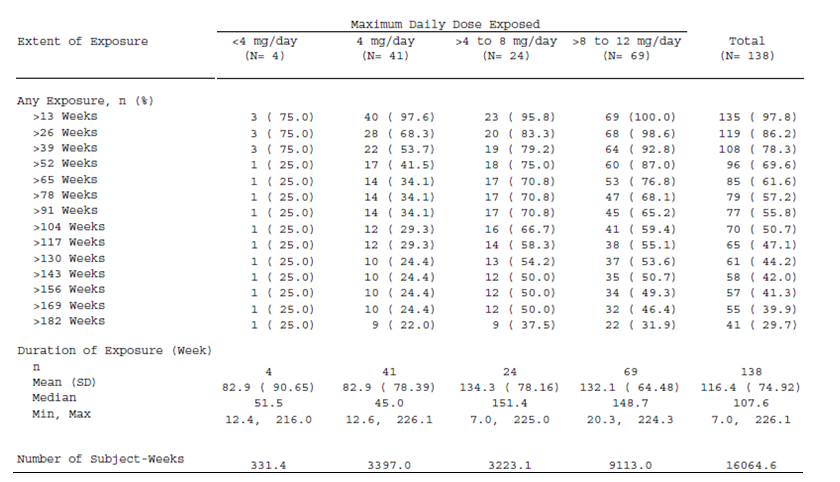 Maximum Daily Dose Exposed
Extent of Exposure <4 mg/day 4 mg/day >4 to 8 mg/day >8 to 12 mg/day Total
(N= 4) (N= 41) (N= 24) (N= 69) (N= 138)
Any Exposure, n (%)
>13 Weeks 3 ( 75.0) 40 ( 97.6) 23 ( 95.8) 69 (100.0) 135 ( 97.8)
>26 Weeks 3 ( 75.0) 28 ( 68.3) 20 ( 83.3) 68 ( 98.6) 119 ( 86.2)
>39 Weeks 3 ( 75.0) 22 ( 53.7) 19 ( 79.2) 64 ( 92.8) 108 ( 78.3)
>52 Weeks 1 ( 25.0) 17 ( 41.5) 18 ( 75.0) 60 ( 87.0) 96 ( 69.6)
>65 Weeks 1 ( 25.0) 14 ( 34.1) 17 ( 70.8) 53 ( 76.8) 85 ( 61.6)
>78 Weeks 1 ( 25.0) 14 ( 34.1) 17 ( 70.8) 47 ( 68.1) 79 ( 57.2)
>91 Weeks 1 ( 25.0) 14 ( 34.1) 17 ( 70.8) 45 ( 65.2) 77 ( 55.8)
>104 Weeks 1 ( 25.0) 12 ( 29.3) 16 ( 66.7) 41 ( 59.4) 70 ( 50.7)
>117 Weeks 1 ( 25.0) 12 ( 29.3) 14 ( 58.3) 38 ( 55.1) 65 ( 47.1)
>130 Weeks 1 ( 25.0) 10 ( 24.4) 13 ( 54.2) 37 ( 53.6) 61 ( 44.2)
>143 Weeks 1 ( 25.0) 10 ( 24.4) 12 ( 50.0) 35 ( 50.7) 58 ( 42.0)
>156 Weeks 1 ( 25.0) 10 ( 24.4) 12 ( 50.0) 34 ( 49.3) 57 ( 41.3)
>169 Weeks 1 ( 25.0) 10 ( 24.4) 12 ( 50.0) 32 ( 46.4) 55 ( 39.9)
>182 Weeks 1 ( 25.0) 9 ( 22.0) 9 ( 37.5) 22 ( 31.9) 41 ( 29.7)
Duration of Exposure (Week)
n 4 41 24 69 138
Mean (SD) 82.9 ( 90.65) 82.9 ( 78.39) 134.3 ( 78.16) 132.1 ( 64.48) 116.4 ( 74.92)
Median 51.5 45.0 151.4 148.7 107.6
Min, Max 12.4, 216.0 12.6, 226.1 7.0, 225.0 20.3, 224.3 7.0, 226.1
Number of Subject-Weeks 331.4 3397.0 3223.1 9113.0 16064.6